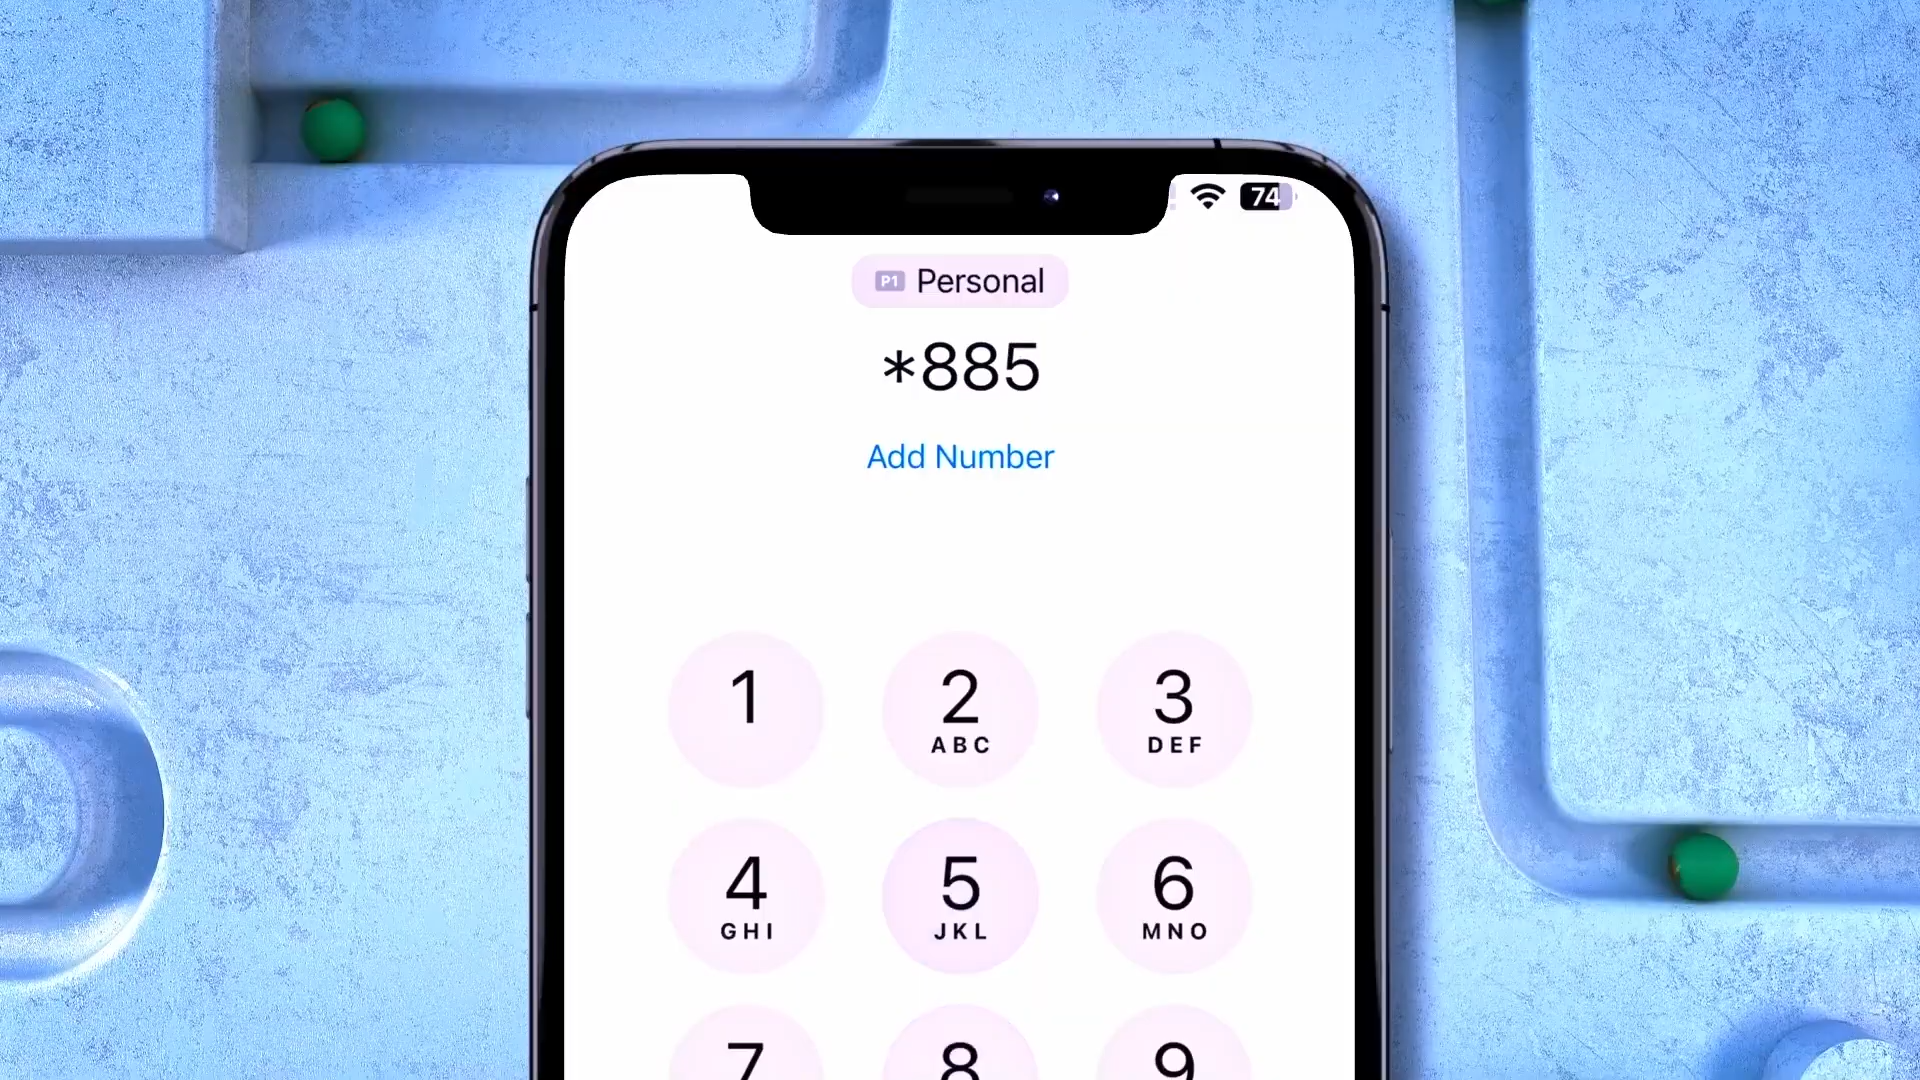 74
P1 Personal
*885
Add Number
1 2 3
ABC DEF
4 5 6
GHI JKL MNO
7 8 9